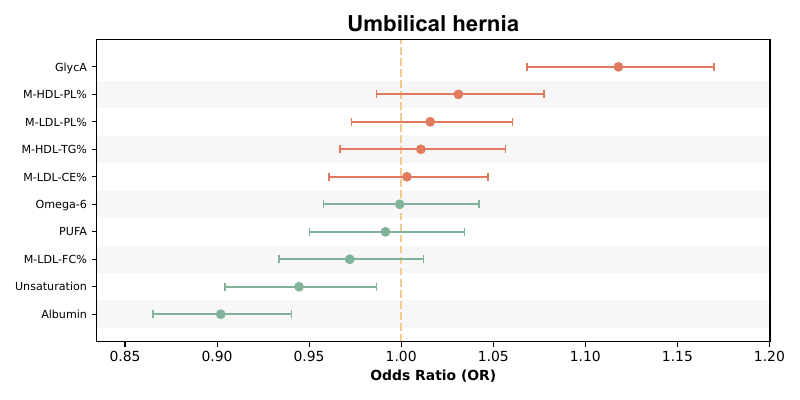 Umbilical hernia
GlycA
M-HDL-PL%
M-LDL-PL%
M-HDL-TG%
M-LDL-CE%
Omega-6
PUFA
M-LDL-FC%
Unsaturation
Albumin
0.85 0.90 0.95 1.00 1.05 1.10 1.15 1.20
Odds Ratio (OR)